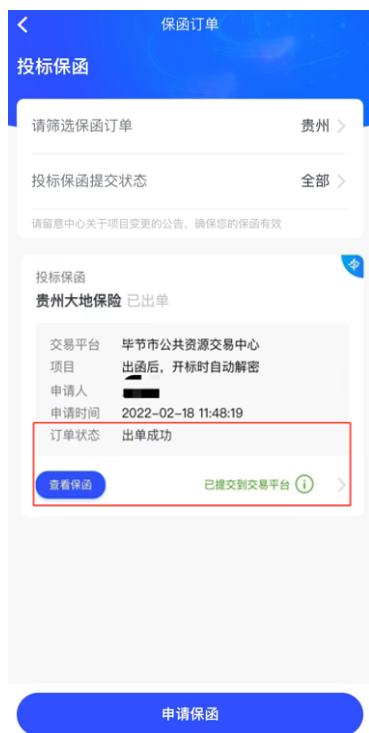 保函订单
投标保函
请筛选保函订单 贵州
投标保函提交状态 全部
请留意中心关于项目变更的公告，确保您的保函有效
投标保函
贵州大地保险 已出单
交易平台 毕节市公共资源交易中心
项目 出函后，开标时自动解密
申请人
申请时间 2022-02-18 11:48:19
订单状态 出单成功
查看保函 已提交到交易平台
申请保函